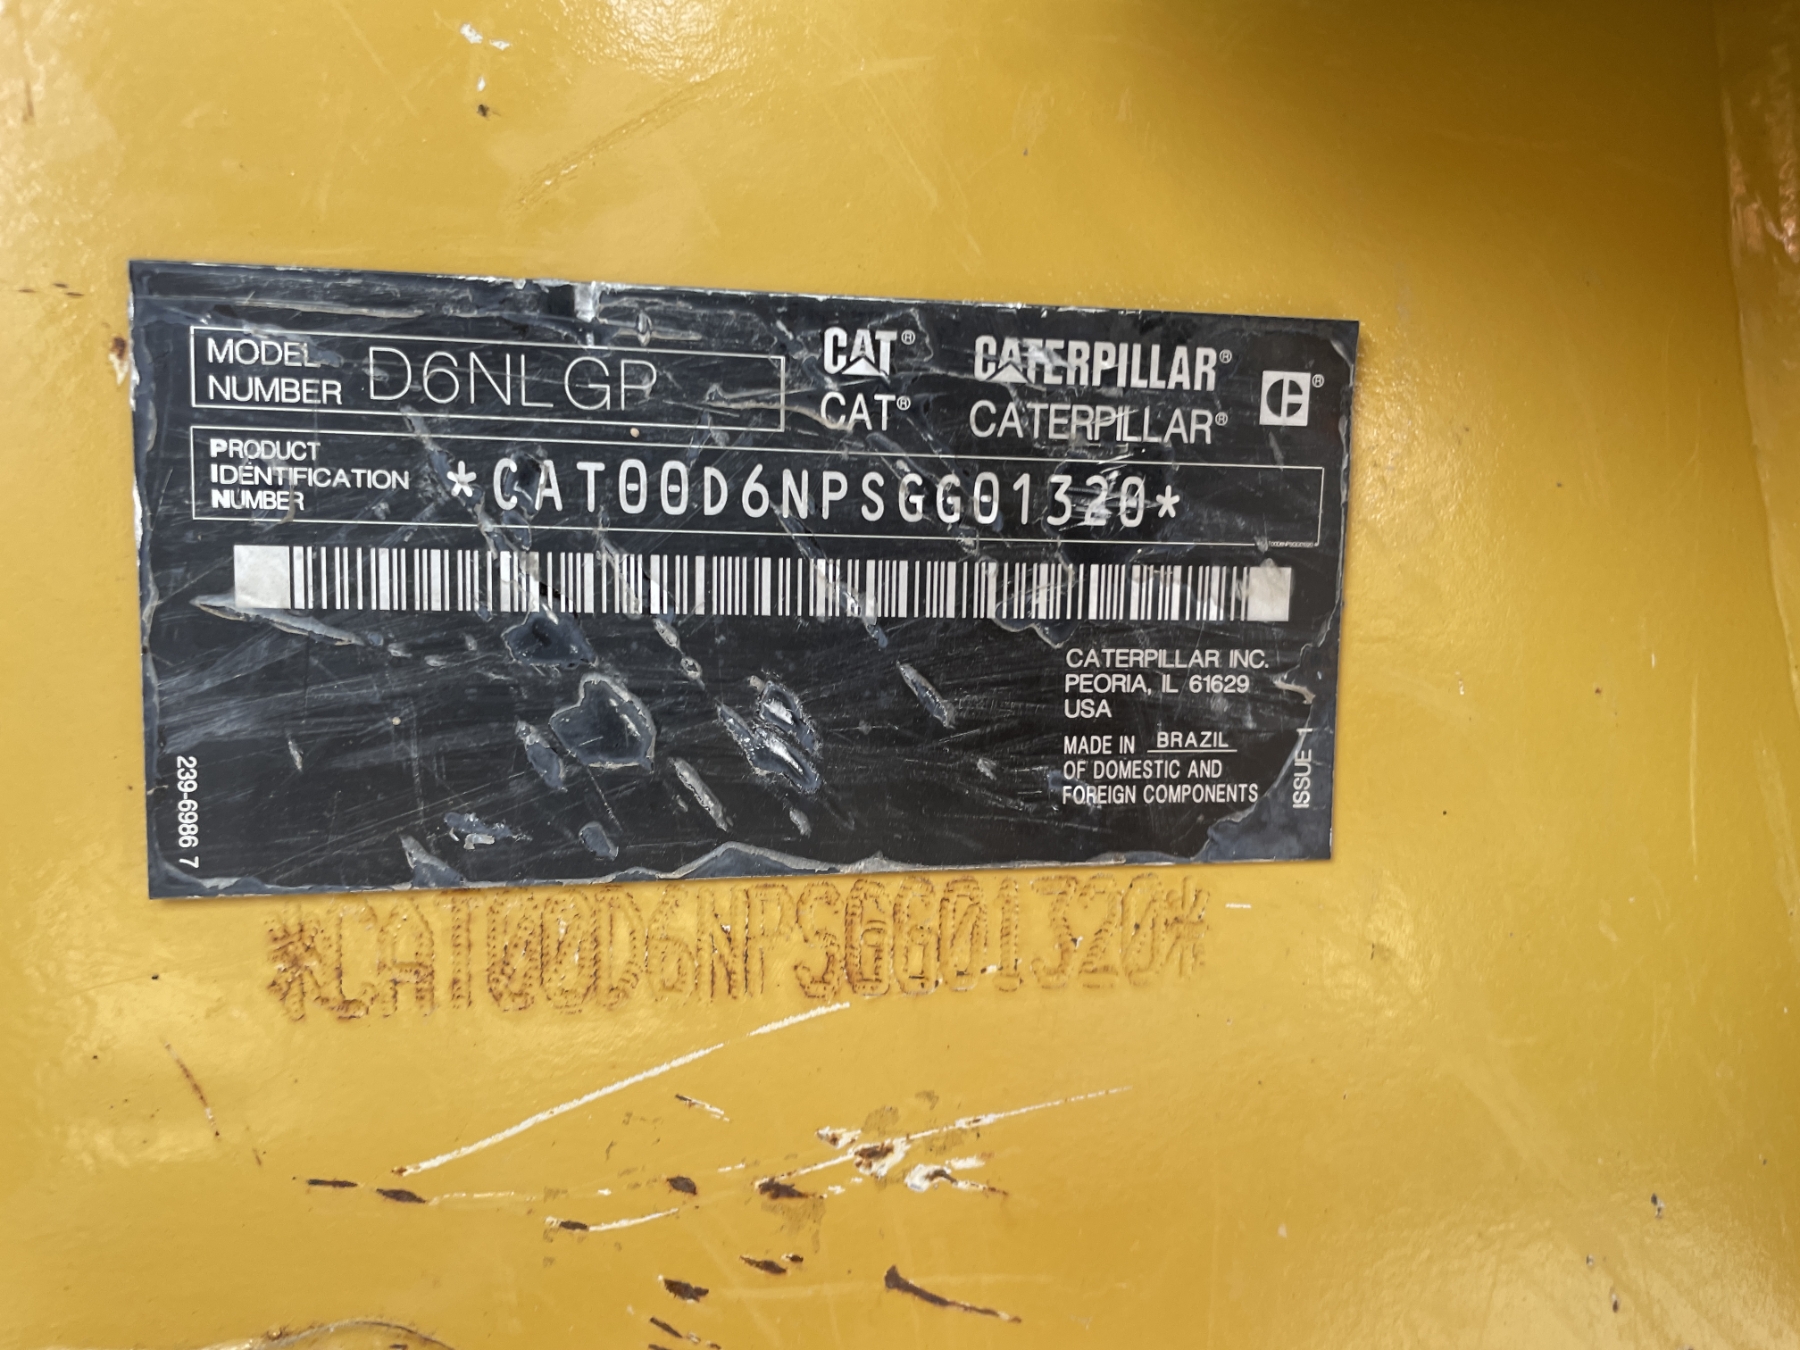 MODEL NUMBER D6NLGP
CAT® CATERPILLAR®
CAT® CATERPILLAR®
PRODUCT IDENTIFICATION NUMBER *CAT00D6NPSGG01320*
CATERPILLAR INC.
PEORIA, IL 61629
USA
MADE IN BRAZIL
OF DOMESTIC AND
FOREIGN COMPONENTS
ISSUE 1
239-6986 7
*CAT00D6NPSGG01320*